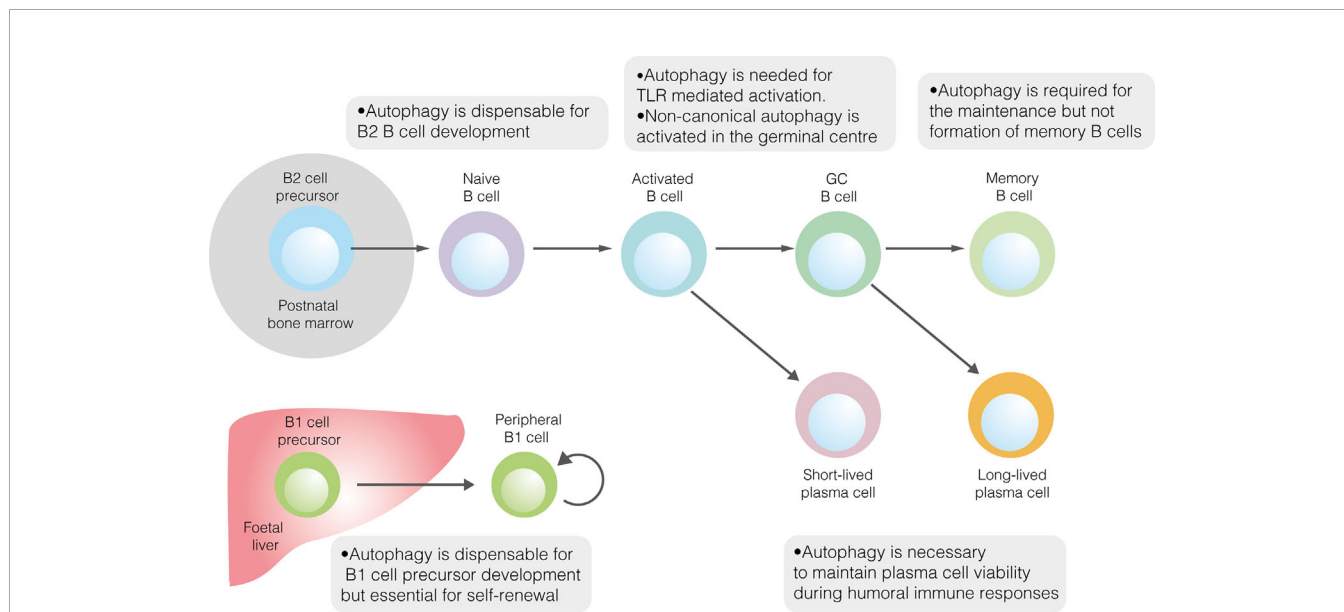 •Autophagy is dispensable for
B2 B cell development
•Autophagy is needed for
TLR mediated activation.
•Non-canonical autophagy is
activated in the germinal centre
•Autophagy is required for
the maintenance but not
formation of memory B cells
B2 cell
precursor
Postnatal
bone marrow
Naive
B cell
Activated
B cell
GC
B cell
Memory
B cell
B1 cell
precursor
Foetal
liver
Peripheral
B1 cell
Short-lived
plasma cell
Long-lived
plasma cell
•Autophagy is dispensable for
B1 cell precursor development
but essential for self-renewal
•Autophagy is necessary
to maintain plasma cell viability
during humoral immune responses